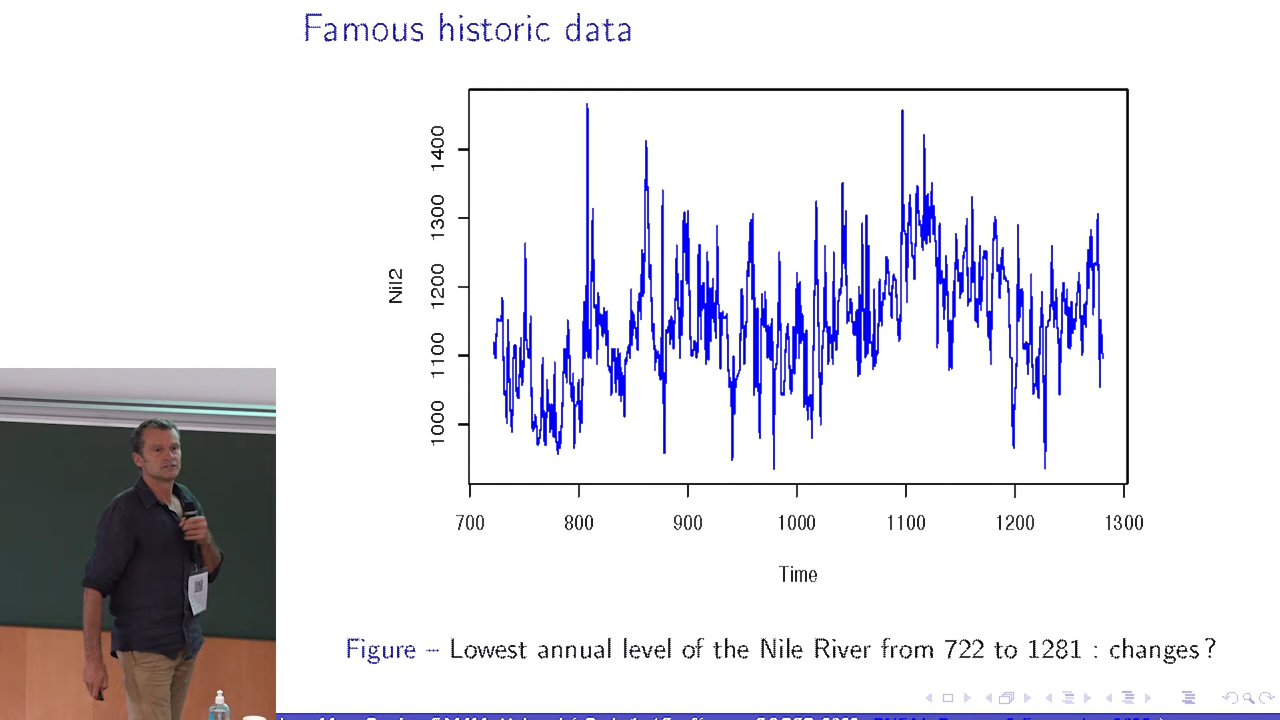 Famous historic data
Nil2
1000 1100 1200 1300 1400
700 800 900 1000 1100 1200 1300
Time
Figure – Lowest annual level of the Nile River from 722 to 1281 : changes ?